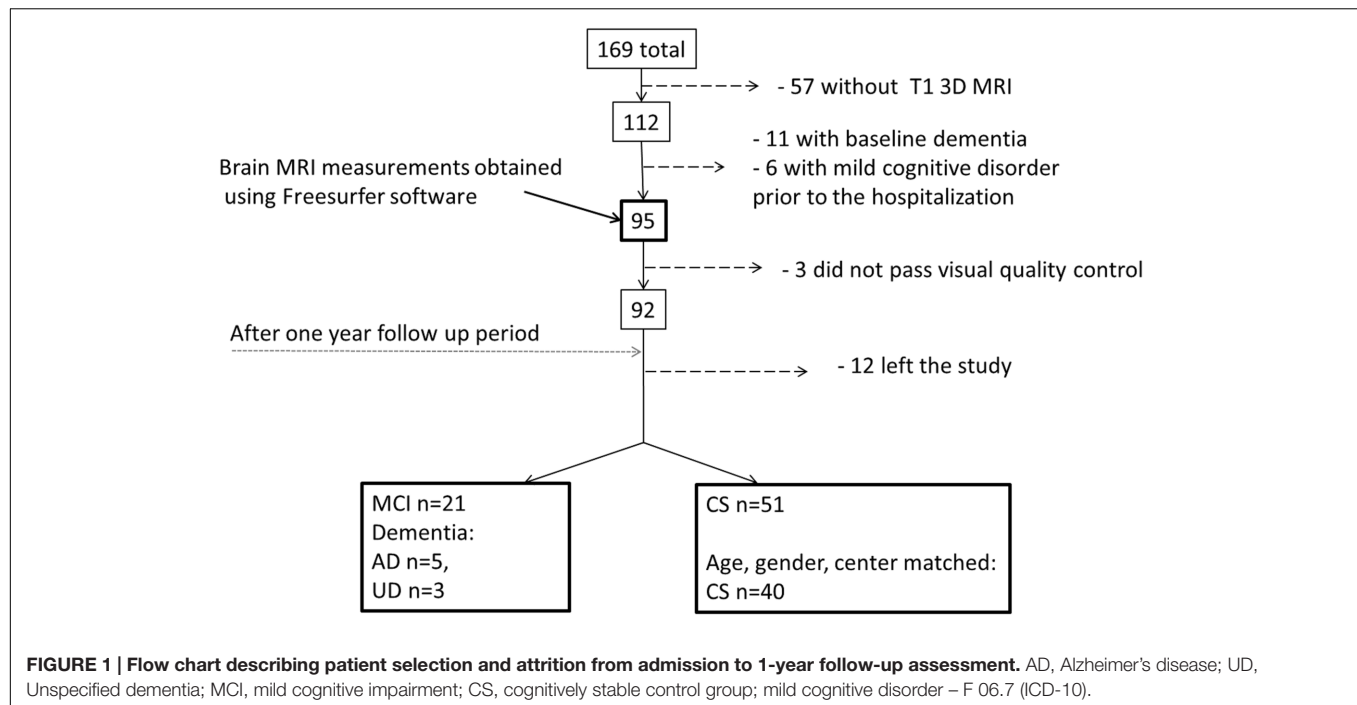 169 total
- 57 without T1 3D MRI
112
- 11 with baseline dementia
- 6 with mild cognitive disorder
prior to the hospitalization
Brain MRI measurements obtained
using Freesurfer software
95
- 3 did not pass visual quality control
92
After one year follow up period
- 12 left the study
MCI n=21
Dementia:
AD n=5,
UD n=3
CS n=51
Age, gender, center matched:
CS n=40
FIGURE 1 | Flow chart describing patient selection and attrition from admission to 1-year follow-up assessment. AD, Alzheimer's disease; UD,
Unspecified dementia; MCI, mild cognitive impairment; CS, cognitively stable control group; mild cognitive disorder – F 06.7 (ICD-10).